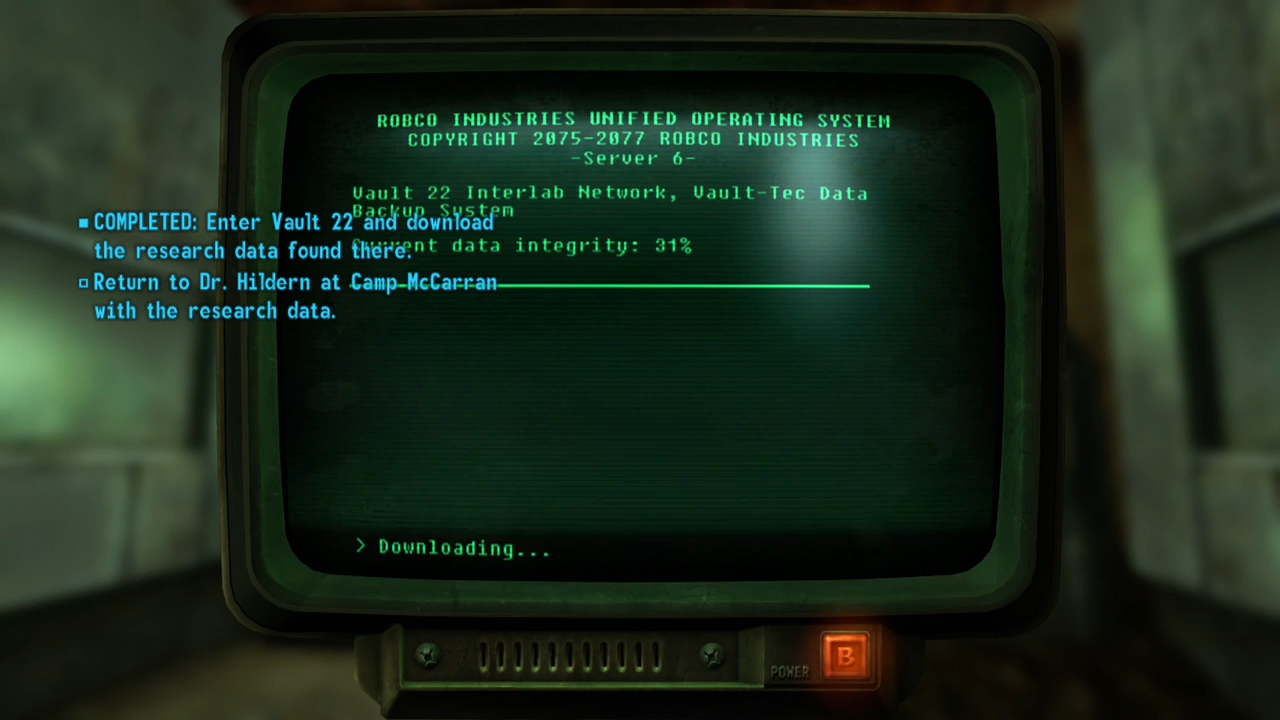 ROBCO INDUSTRIES UNIFIED OPERATING SYSTEM
COPYRIGHT 2075-2077 ROBCO INDUSTRIES
-Server 6-
Vault 22 Interlab Network, Vault-Tec Data
Backup System
COMPLETED: Enter Vault 22 and download
the research data found there.
Current data integrity: 31%
Return to Dr. Hildern at Camp McCarran
with the research data.
> Downloading...
POWER
B